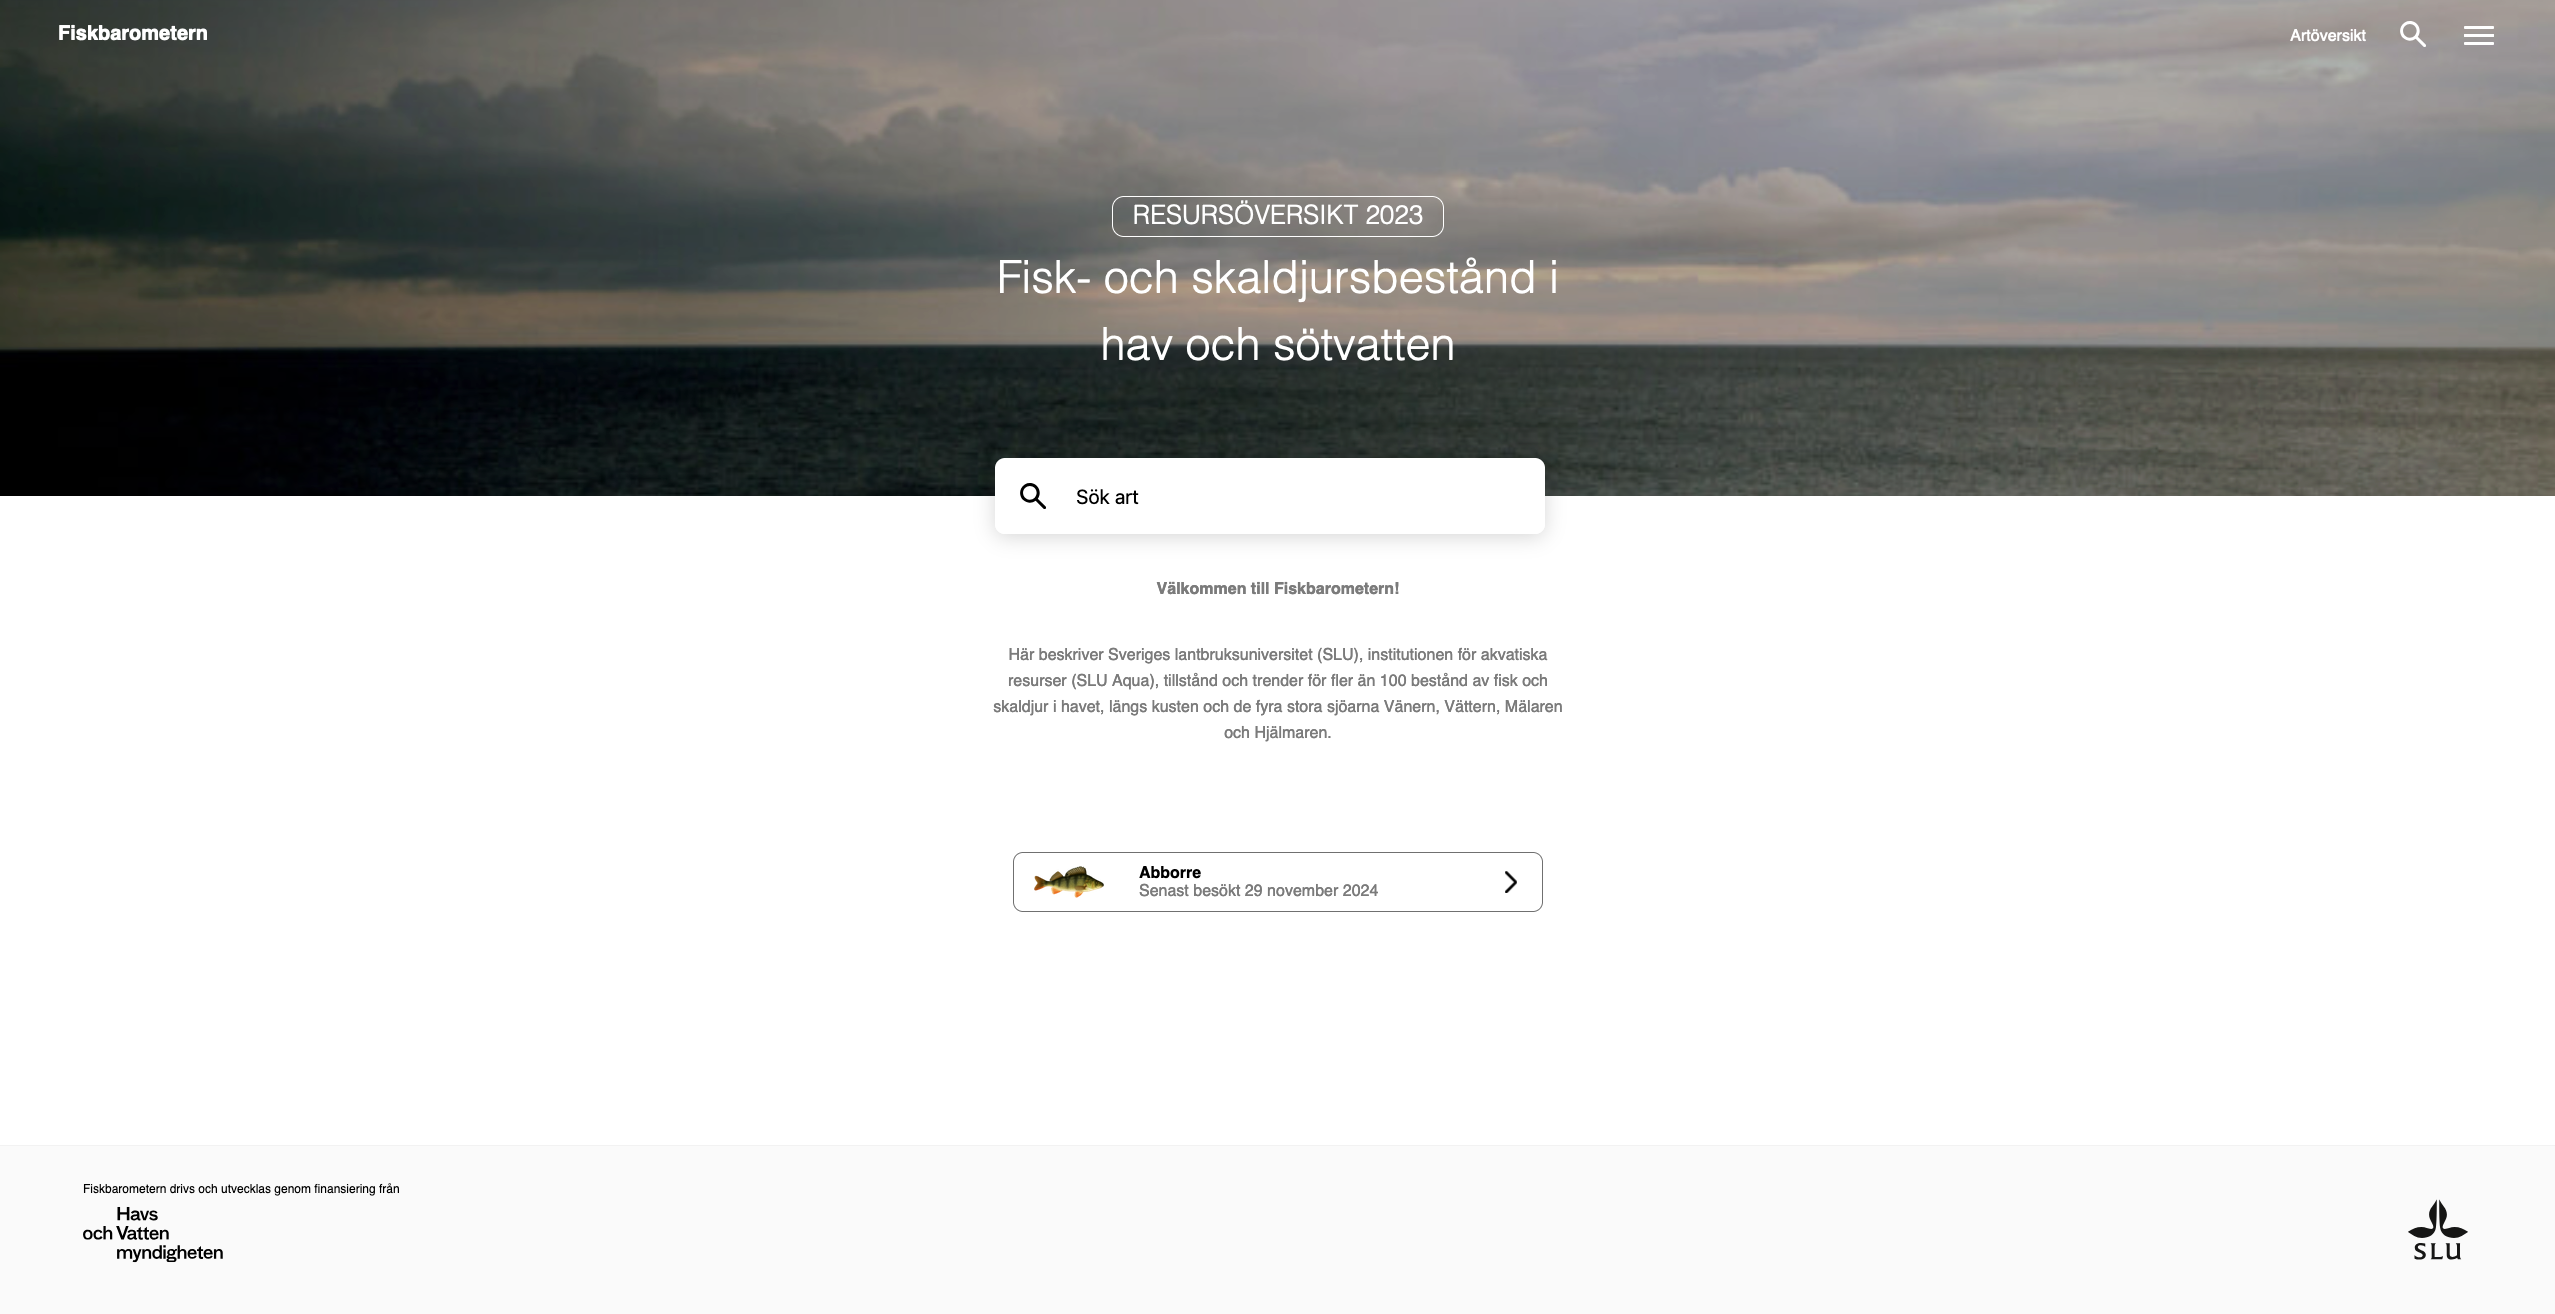 Fiskbarometern
Artöversikt
RESURSÖVERSIKT 2023
Fisk- och skaldjursbestånd i
hav och sötvatten
Sök art
Välkommen till Fiskbarometern!
Här beskriver Sveriges lantbruksuniversitet (SLU), institutionen för akvatiska
resurser (SLU Aqua), tillstånd och trender för fler än 100 bestånd av fisk och
skaldjur i havet, längs kusten och de fyra stora sjöarna Vänern, Vättern, Mälaren
och Hjälmaren.
Abborre
Senast besökt 29 november 2024
Fiskbarometern drivs och utvecklas genom finansiering från
Havs
och Vatten
myndigheten
SLU